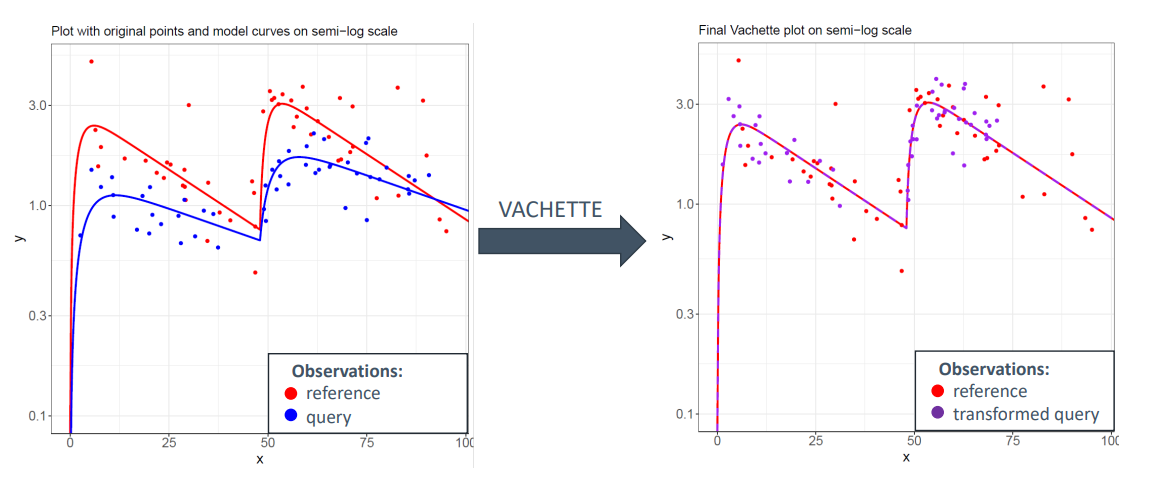 Plot with original points and model curves on semi−log scale
3.0
1.0
0.3
0.1
y
0
25
50
75
100
x
Observations:
reference
query
VACHETTE
Final Vachette plot on semi−log scale
3.0
1.0
0.3
0.1
y
0
25
50
75
100
x
Observations:
reference
transformed query